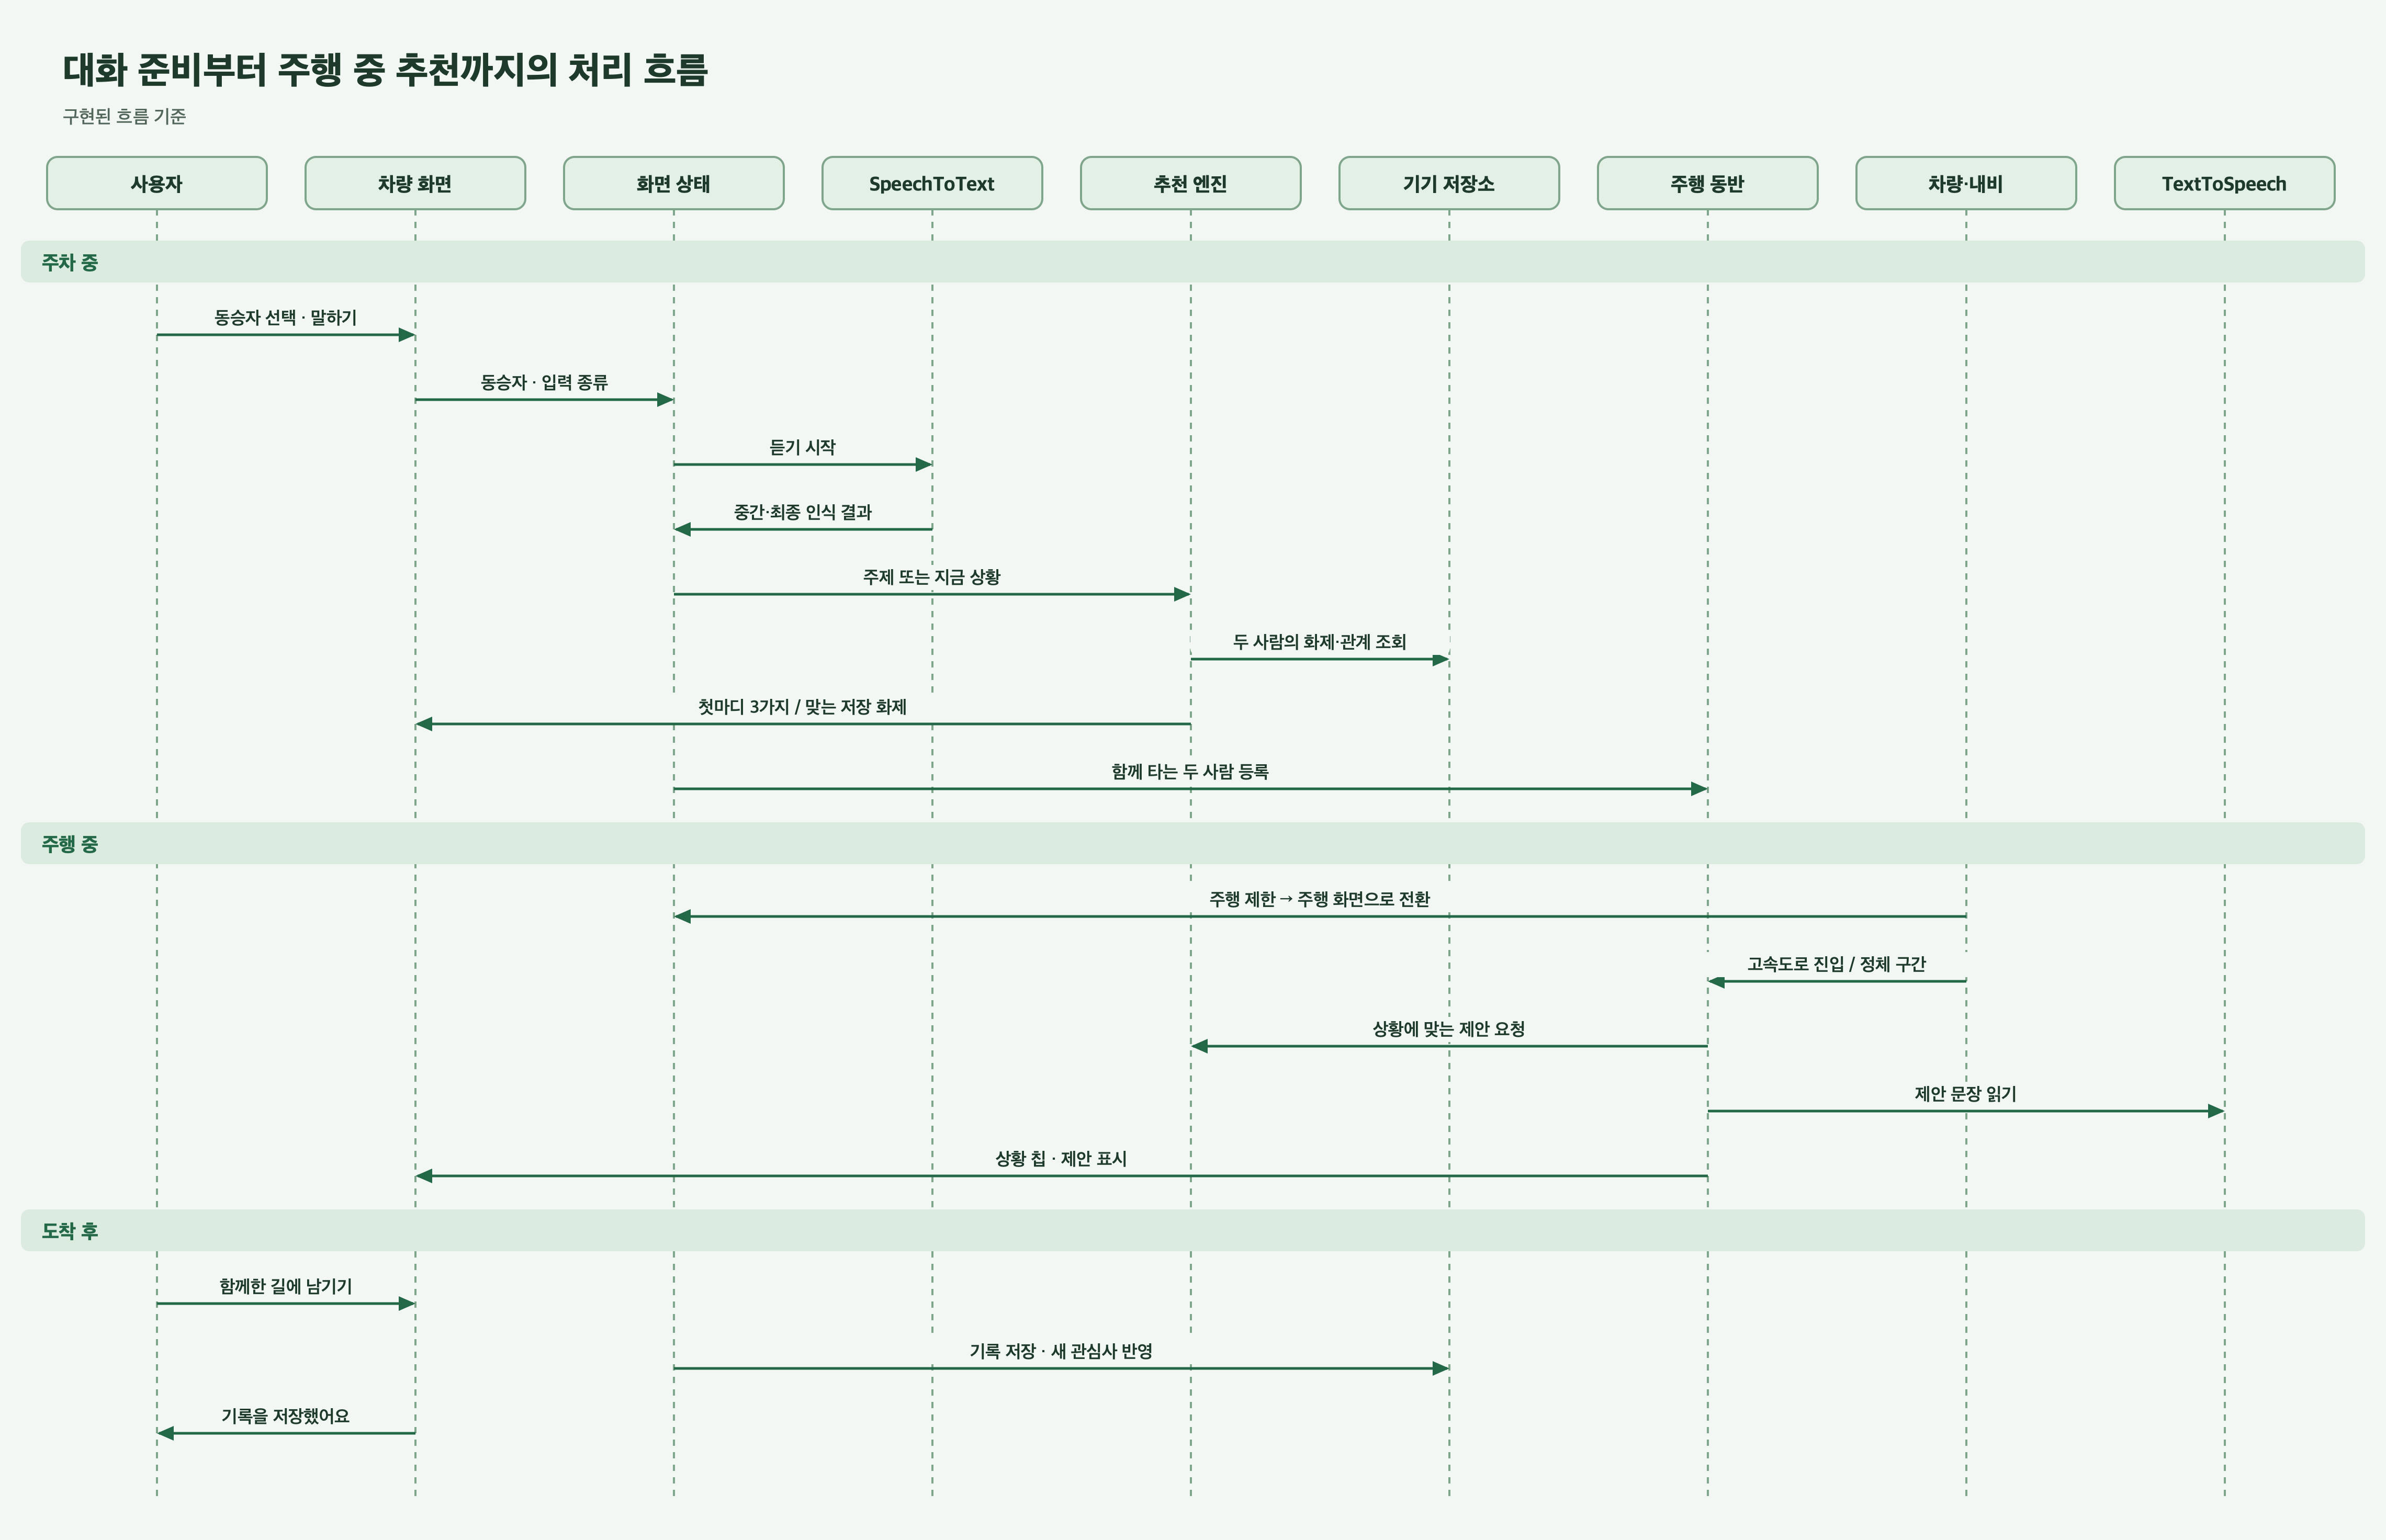 대화 준비부터 주행 중 추천까지의 처리 흐름
구현된 흐름 기준
사용자
차량 화면
화면 상태
SpeechToText
추천 엔진
기기 저장소
주행 동반
차량·내비
TextToSpeech
주차 중
동승자 선택 · 말하기
동승자 · 입력 종류
듣기 시작
중간·최종 인식 결과
주제 또는 지금 상황
두 사람의 화제·관계 조회
첫마디 3가지 / 맞는 저장 화제
함께 타는 두 사람 등록
주행 중
주행 제한 → 주행 화면으로 전환
고속도로 진입 / 정체 구간
상황에 맞는 제안 요청
제안 문장 읽기
상황 칩 · 제안 표시
도착 후
함께한 길에 남기기
기록 저장 · 새 관심사 반영
기록을 저장했어요